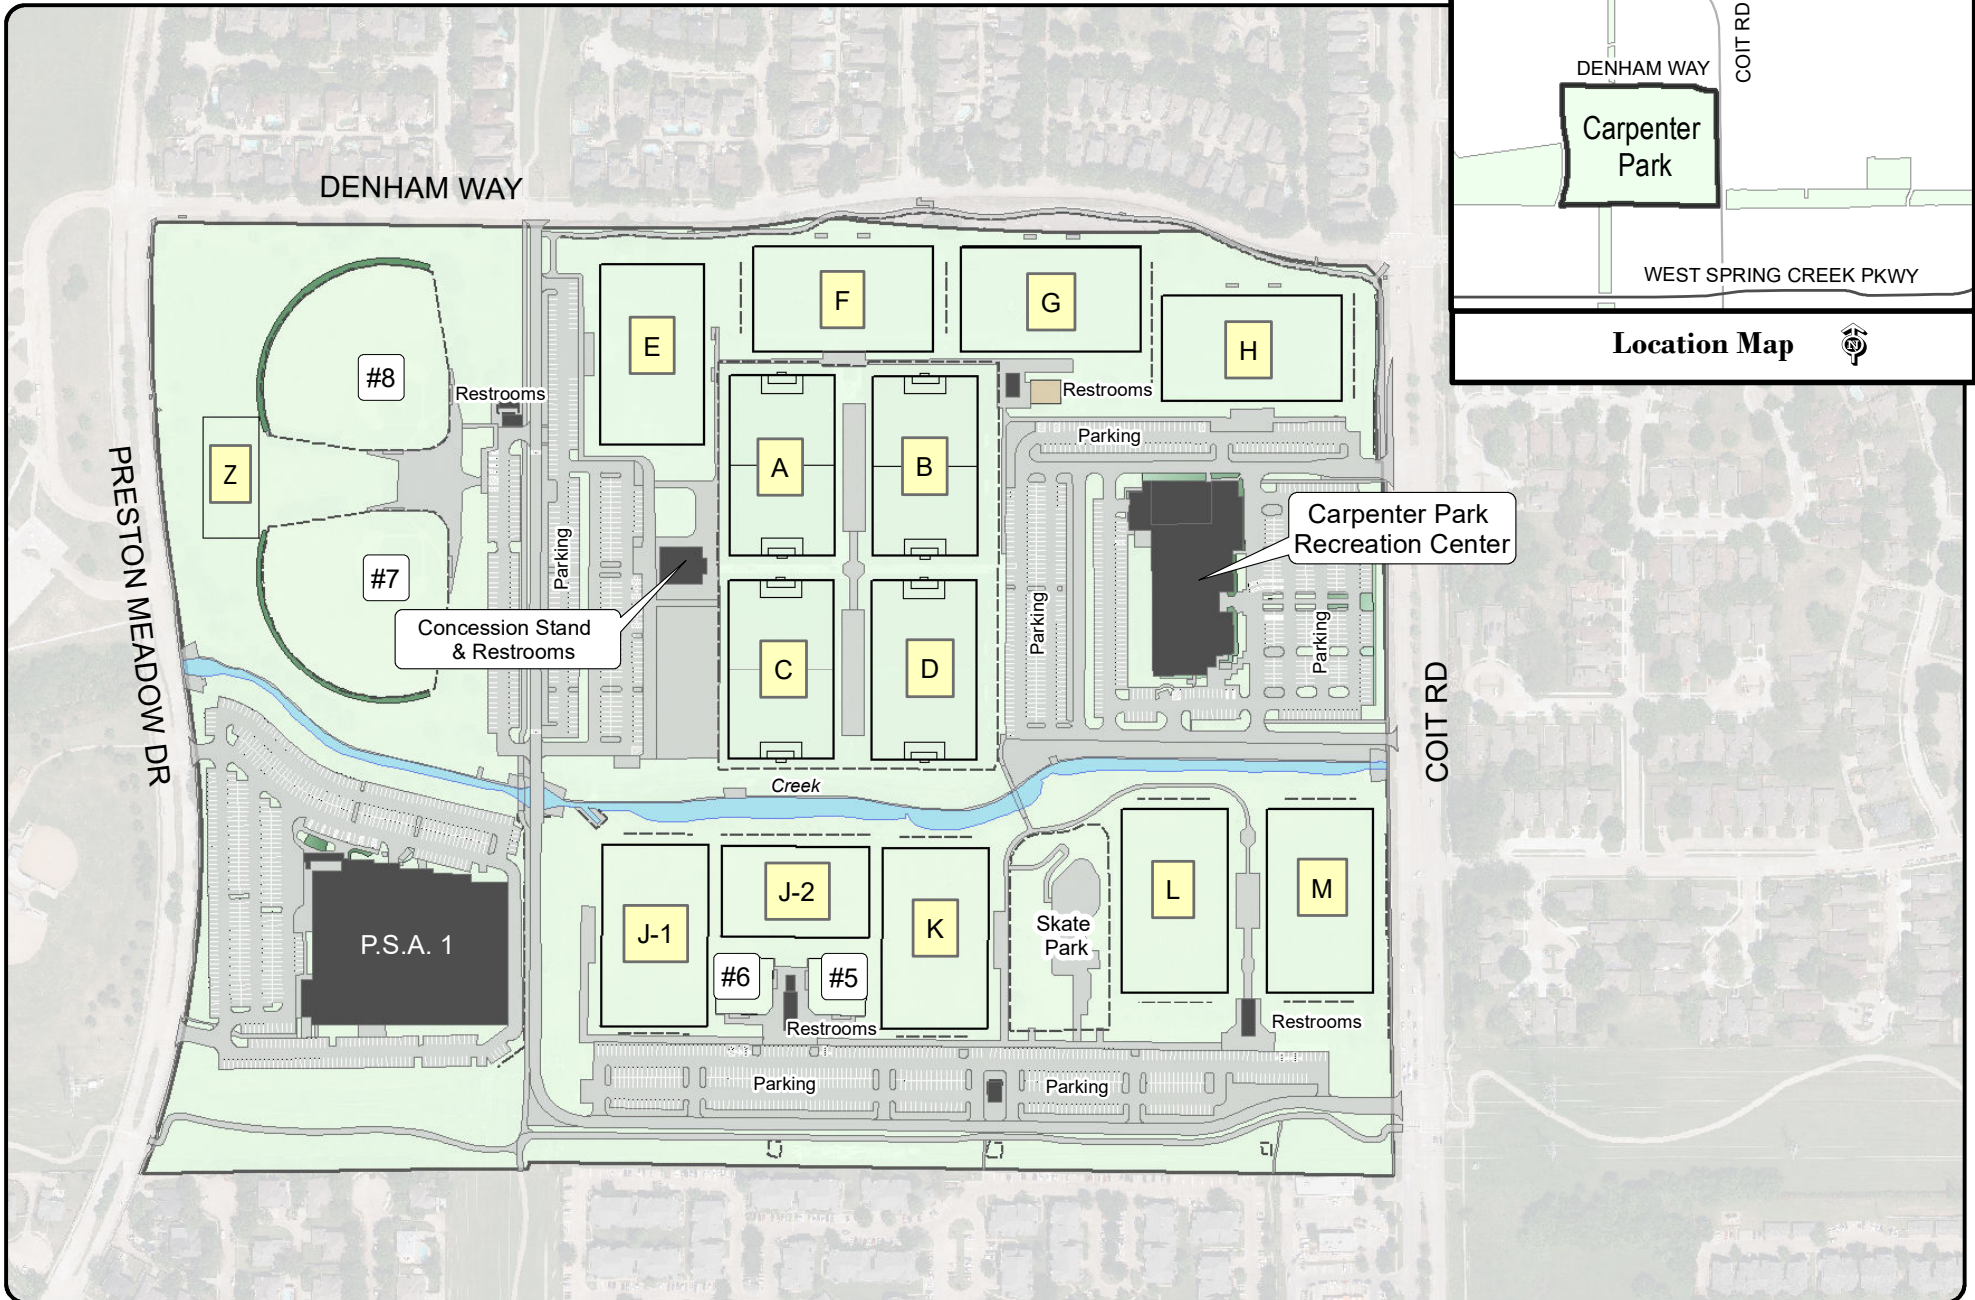 COIT RD
DENHAM WAY
Carpenter
Park
WEST SPRING CREEK PKWY
Location Map
N
DENHAM WAY
F
G
E
H
#8
Restrooms
Restrooms
Parking
A
B
Z
PRESTON MEADOW DR
Carpenter Park
Recreation Center
Parking
#7
Concession Stand
& Restrooms
Parking
Parking
C
D
COIT RD
Creek
J-2
L
M
J-1
K
Skate
Park
P.S.A. 1
#6
#5
Restrooms
Restrooms
Parking
Parking